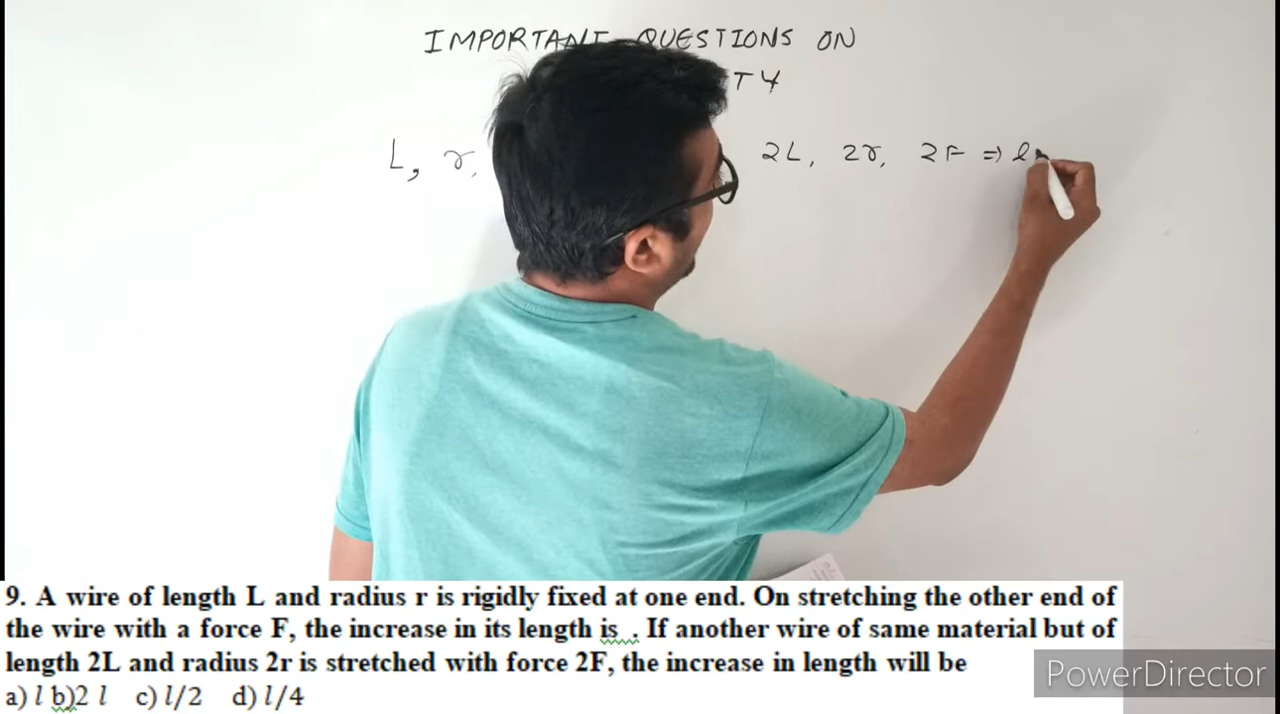 IMPORTANT QUESTIONS ON
TY
L, r, 2L, 2r, 2F ⇒ l
9. A wire of length L and radius r is rigidly fixed at one end. On stretching the other end of
the wire with a force F, the increase in its length is . If another wire of same material but of
length 2L and radius 2r is stretched with force 2F, the increase in length will be
a) l b)2 l c) l/2 d) l/4
PowerDirector